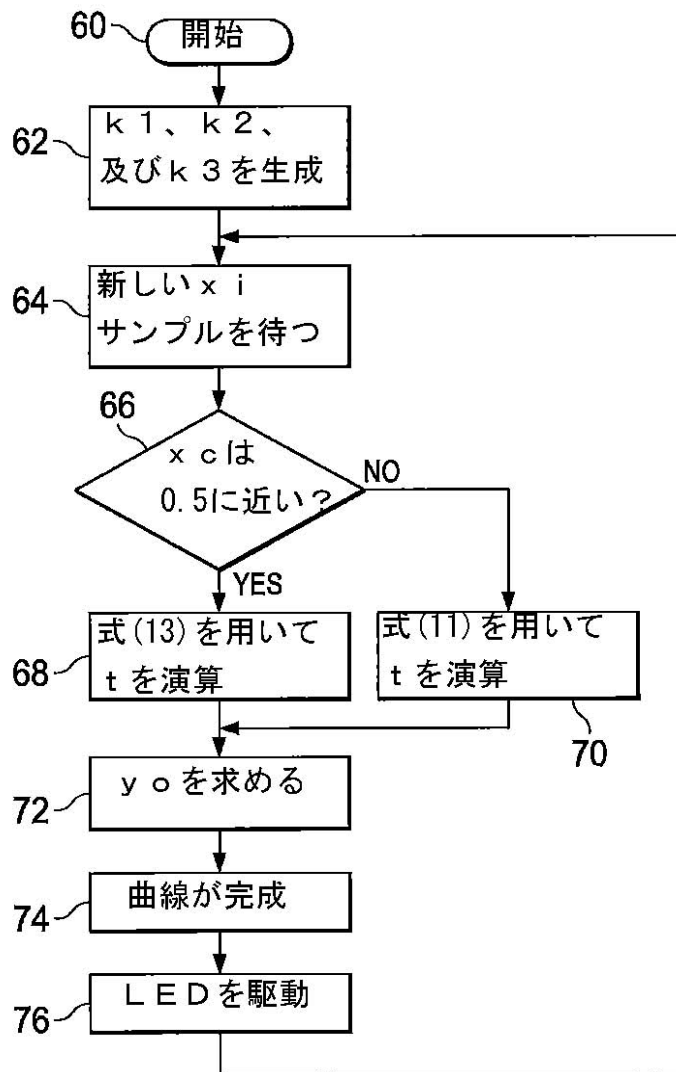 60
開始
62
k1、k2、
及びk3を生成
64
新しいxi
サンプルを待つ
66
xcは
0.5に近い?
NO
YES
68
式(13)を用いて
tを演算
式(11)を用いて
tを演算
70
72
yoを求める
74
曲線が完成
76
LEDを駆動